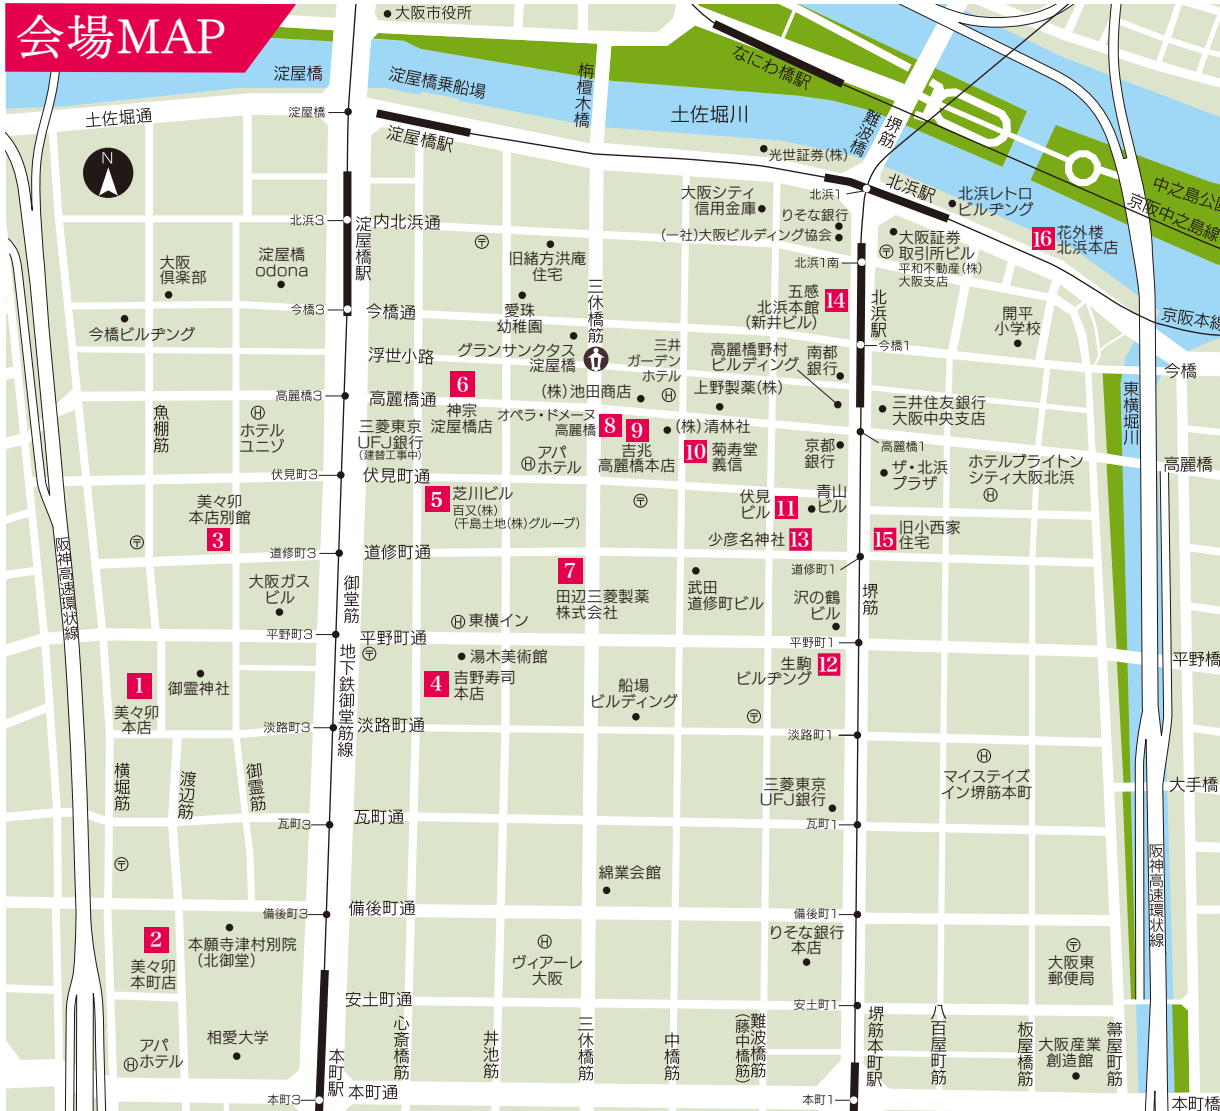 会場MAP
大阪市役所
淀屋橋
淀屋橋乗船場
栴檀木橋
なにわ橋駅
土佐堀川
難波橋
堺筋
土佐堀通
淀屋橋
淀屋橋駅
光世証券(株)
中之島公園
京阪中之島線
N
北浜1
北浜駅
北浜レトロ
ビルヂング
大阪シティ
信用金庫
りそな銀行
(一社)大阪ビルディング協会
大阪証券
取引所ビル
平和不動産(株)
大阪支店
16
花外楼
北浜本店
北浜3
内北浜通
淀屋橋駅
〒
旧緒方洪庵
住宅
北浜1南
〒
大阪
倶楽部
淀屋橋
odona
三休橋筋
愛珠
幼稚園
五感
北浜本館
(新井ビル)
14
北浜駅
開平
小学校
京阪本線
今橋3
今橋通
今橋ビルヂング
浮世小路
グランサンクタス
淀屋橋
三井
ガーデン
ホテル
H
高麗橋野村
ビルディング
南都
銀行
今橋1
今橋
東横堀川
高麗橋3
高麗橋通
6
神宗
淀屋橋店
(株)池田商店
上野製薬(株)
三井住友銀行
大阪中央支店
魚棚筋
H
ホテル
ユニゾ
三菱東京
UFJ銀行
(建替工事中)
オペラ・ドメーヌ
高麗橋
8
9
吉兆
高麗橋本店
(株)清林社
10
菊寿堂
義信
京都
銀行
高麗橋1
高麗橋
H
アパ
ホテル
ザ・北浜
プラザ
ホテルブライトン
シティ大阪北浜
H
伏見町3
伏見町通
5
芝川ビル
百又(株)
(千島土地(株)グループ)
〒
伏見
ビル
11
青山
ビル
美々卯
本店別館
3
〒
少彦名神社
13
15
旧小西家
住宅
道修町3
道修町通
道修町1
阪神高速環状線
大阪ガス
ビル
御堂筋
7
田辺三菱製薬
株式会社
武田
道修町ビル
沢の鶴
ビル
堺筋
H
東横イン
平野町3
平野町通
〒
平野町1
平野橋
地下鉄御堂筋線
湯木美術館
4
吉野寿司
本店
生駒
ビルヂング
12
1
美々卯
本店
御霊神社
船場
ビルディング
〒
淡路町3
淡路町通
淡路町1
横堀筋
渡辺筋
御霊筋
H
マイステイズ
イン堺筋本町
三菱東京
UFJ銀行
大手橋
瓦町3
瓦町通
瓦町1
〒
綿業会館
阪神高速環状線
備後町3
備後町通
備後町1
2
美々卯
本町店
本願寺津村別院
(北御堂)
H
ヴィアーレ
大阪
りそな銀行
本店
〒
大阪東
郵便局
安土町通
安土町1
心斎橋筋
丼池筋
三休橋筋
中橋筋
難波橋筋
(藤中橋筋)
堺筋本町駅
八百屋町筋
板屋橋筋
箒屋町筋
アパ
H
ホテル
相愛大学
本町駅
大阪産業
創造館
本町3
本町通
本町1
本町橋